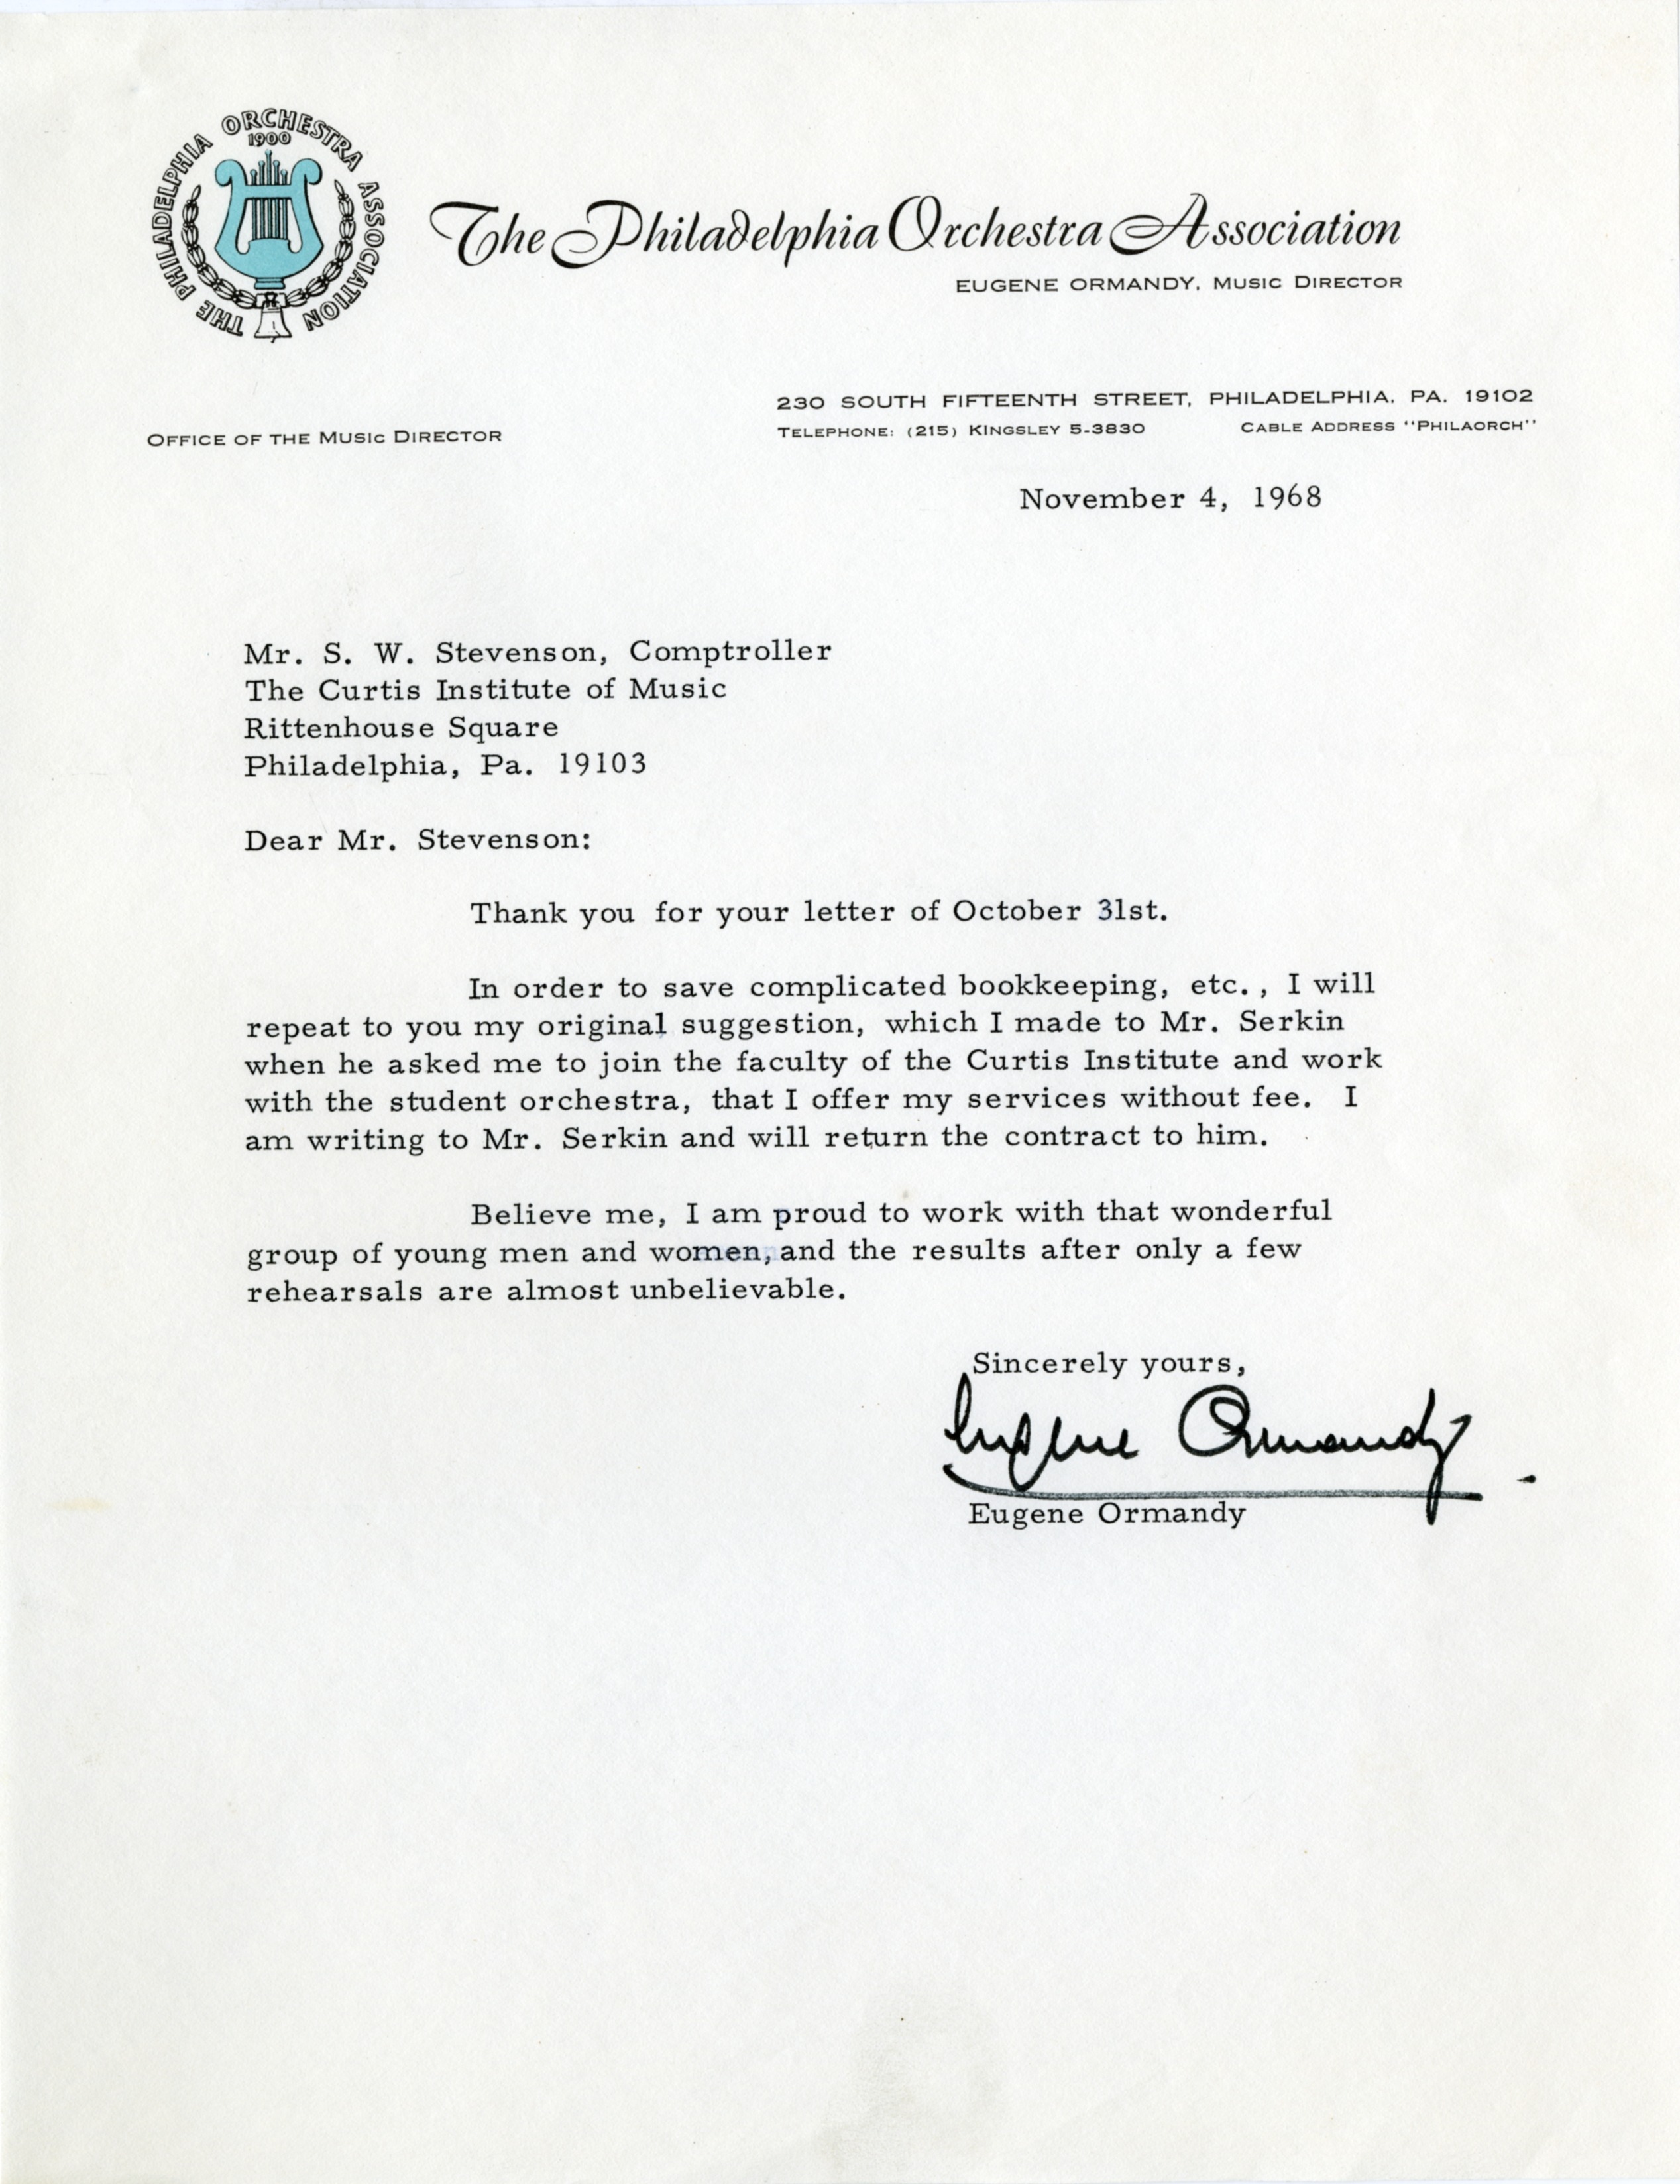 THE PHILADELPHIA ORCHESTRA ASSOCIATION
1900
The Philadelphia Orchestra Association
EUGENE ORMANDY, MUSIC DIRECTOR
230 SOUTH FIFTEENTH STREET, PHILADELPHIA, PA. 19102
OFFICE OF THE MUSIC DIRECTOR
TELEPHONE: (215) KINGSLEY 5-3830 CABLE ADDRESS "PHILAORCH"
November 4, 1968
Mr. S. W. Stevenson, Comptroller
The Curtis Institute of Music
Rittenhouse Square
Philadelphia, Pa. 19103
Dear Mr. Stevenson:
Thank you for your letter of October 31st.
In order to save complicated bookkeeping, etc., I will
repeat to you my original suggestion, which I made to Mr. Serkin
when he asked me to join the faculty of the Curtis Institute and work
with the student orchestra, that I offer my services without fee. I
am writing to Mr. Serkin and will return the contract to him.
Believe me, I am proud to work with that wonderful
group of young men and women, and the results after only a few
rehearsals are almost unbelievable.
Sincerely yours,
Eugene Ormandy
Eugene Ormandy